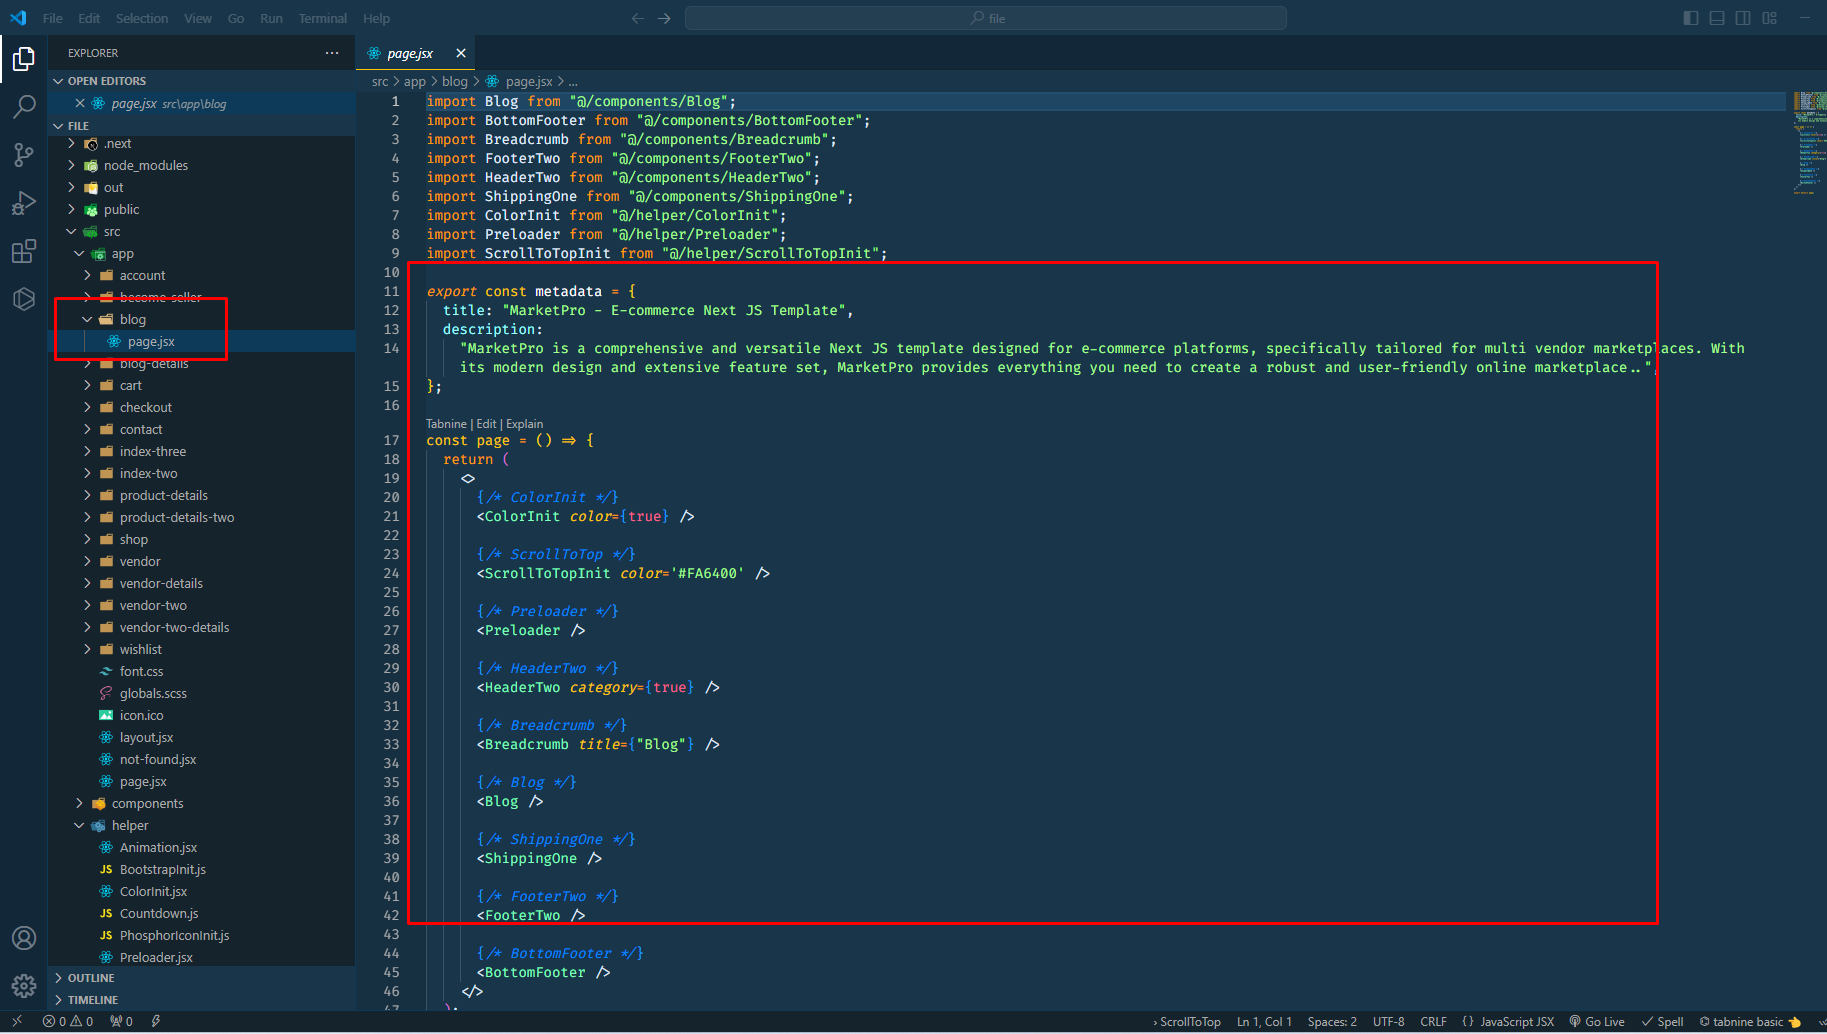 File Edit Selection View Go Run Terminal Help
file
EXPLORER
OPEN EDITORS
page.jsx src\app\blog
FILE
.next
node_modules
out
public
src
app
account
become-seller
blog
page.jsx
blog-details
cart
checkout
contact
index-three
index-two
product-details
product-details-two
shop
vendor
vendor-details
vendor-two
vendor-two-details
wishlist
font.css
globals.scss
icon.ico
layout.jsx
not-found.jsx
page.jsx
components
helper
Animation.jsx
JS BootstrapInit.js
ColorInit.jsx
JS Countdown.js
JS PhosphorIconInit.js
Preloader.jsx
OUTLINE
TIMELINE
page.jsx
src > app > blog > page.jsx > ...
1 import Blog from "@/components/Blog";
2 import BottomFooter from "@/components/BottomFooter";
3 import Breadcrumb from "@/components/Breadcrumb";
4 import FooterTwo from "@/components/FooterTwo";
5 import HeaderTwo from "@/components/HeaderTwo";
6 import ShippingOne from "@/components/ShippingOne";
7 import ColorInit from "@/helper/ColorInit";
8 import Preloader from "@/helper/Preloader";
9 import ScrollToTopInit from "@/helper/ScrollToTopInit";
10
11 export const metadata = {
12 title: "MarketPro - E-commerce Next JS Template",
13 description:
14 "MarketPro is a comprehensive and versatile Next JS template designed for e-commerce platforms, specifically tailored for multi vendor marketplaces. With
its modern design and extensive feature set, MarketPro provides everything you need to create a robust and user-friendly online marketplace..",
15 };
16
Tabnine | Edit | Explain
17 const page = () => {
18 return (
19 <>
20 {/* ColorInit */}
21 <ColorInit color={true} />
22
23 {/* ScrollToTop */}
24 <ScrollToTopInit color='#FA6400' />
25
26 {/* Preloader */}
27 <Preloader />
28
29 {/* HeaderTwo */}
30 <HeaderTwo category={true} />
31
32 {/* Breadcrumb */}
33 <Breadcrumb title={"Blog"} />
34
35 {/* Blog */}
36 <Blog />
37
38 {/* ShippingOne */}
39 <ShippingOne />
40
41 {/* FooterTwo */}
42 <FooterTwo />
43
44 {/* BottomFooter */}
45 <BottomFooter />
46 </>
47 );
0 0 0
› ScrollToTop Ln 1, Col 1 Spaces: 2 UTF-8 CRLF {} JavaScript JSX Go Live Spell tabnine basic